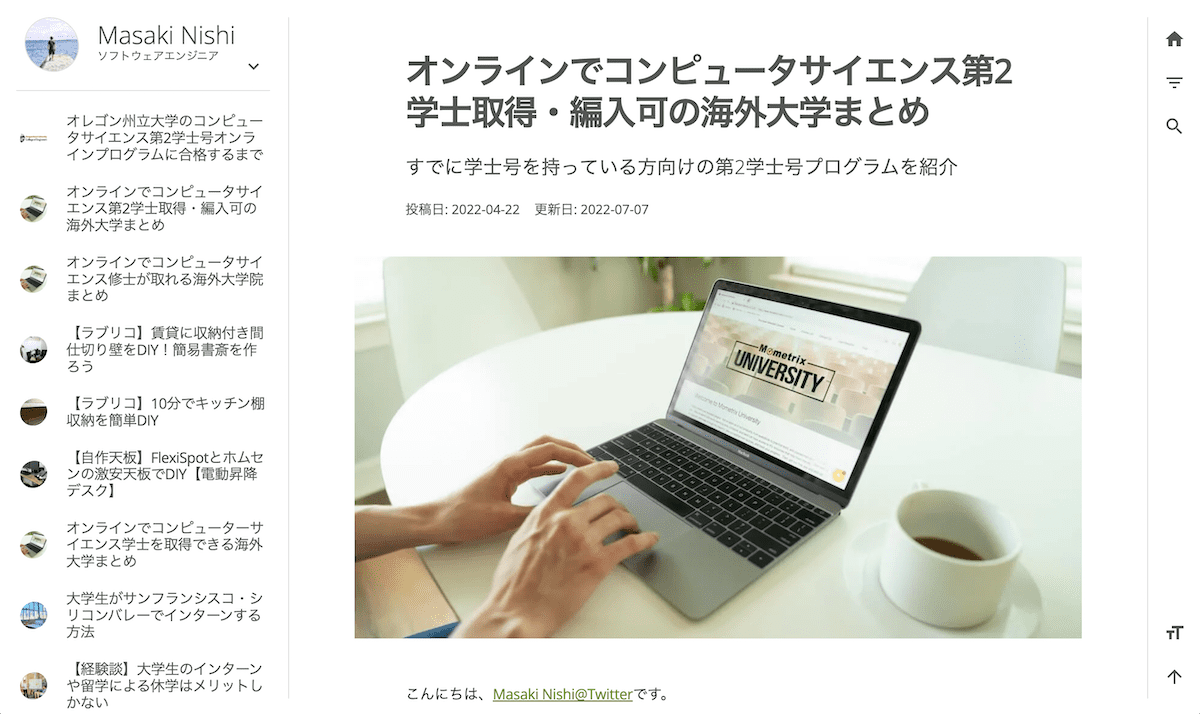 Masaki Nishi
ソフトウェアエンジニア
オレゴン州立大学のコンピュー
タサイエンス第2学士号オンラ
インプログラムに合格するまで
オンラインでコンピュータサイ
エンス第2学士取得・編入可の
海外大学まとめ
オンラインでコンピュータサイ
エンス修士が取れる海外大学院
まとめ
【ラブリコ】賃貸に収納付き間
仕切り壁をDIY！簡易書斎を作
ろう
【ラブリコ】10分でキッチン棚
収納を簡単DIY
【自作天板】FlexiSpotとホムセ
ンの激安天板でDIY【電動昇降
デスク】
オンラインでコンピューターサ
イエンス学士を取得できる海外
大学まとめ
大学生がサンフランシスコ・シ
リコンバレーでインターンする
方法
【経験談】大学生のインターン
や留学による休学はメリットし
かない
オンラインでコンピュータサイエンス第2
学士取得・編入可の海外大学まとめ
すでに学士号を持っている方向けの第2学士号プログラムを紹介
投稿日: 2022-04-22 更新日: 2022-07-07
Mometrix
UNIVERSITY
Welcome to Mometrix University
こんにちは、Masaki Nishi@Twitterです。
TT